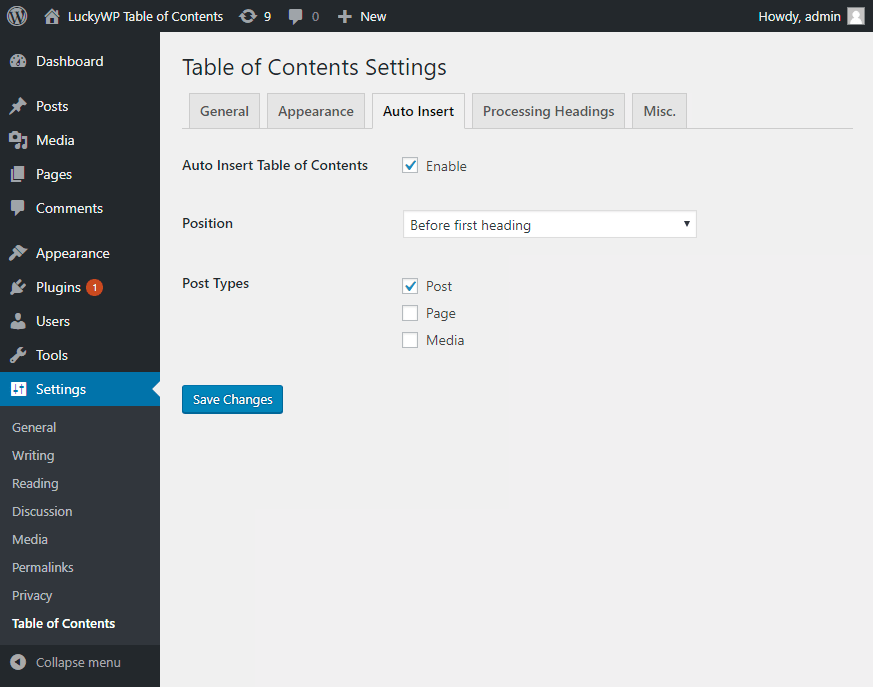 LuckyWP Table of Contents 9 0 New Howdy, admin
Dashboard
Posts
Media
Pages
Comments
Appearance
Plugins 1
Users
Tools
Settings
General
Writing
Reading
Discussion
Media
Permalinks
Privacy
Table of Contents
Collapse menu
Table of Contents Settings
General Appearance Auto Insert Processing Headings Misc.
Auto Insert Table of Contents Enable
Position Before first heading
Post Types Post
Page
Media
Save Changes